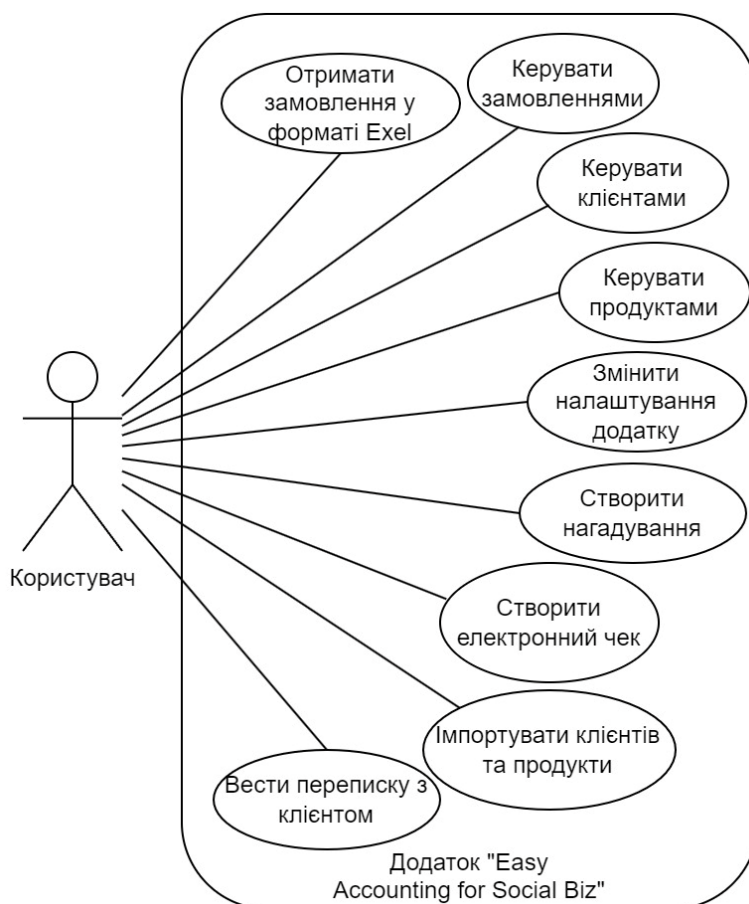 Отримати
замовлення у
форматі Exel
Керувати
замовленнями
Керувати
клієнтами
Керувати
продуктами
Змінити
налаштування
додатку
Створити
нагадування
Користувач
Створити
електронний чек
Імпортувати клієнтів
та продукти
Вести переписку з
клієнтом
Додаток "Easy
Accounting for Social Biz"